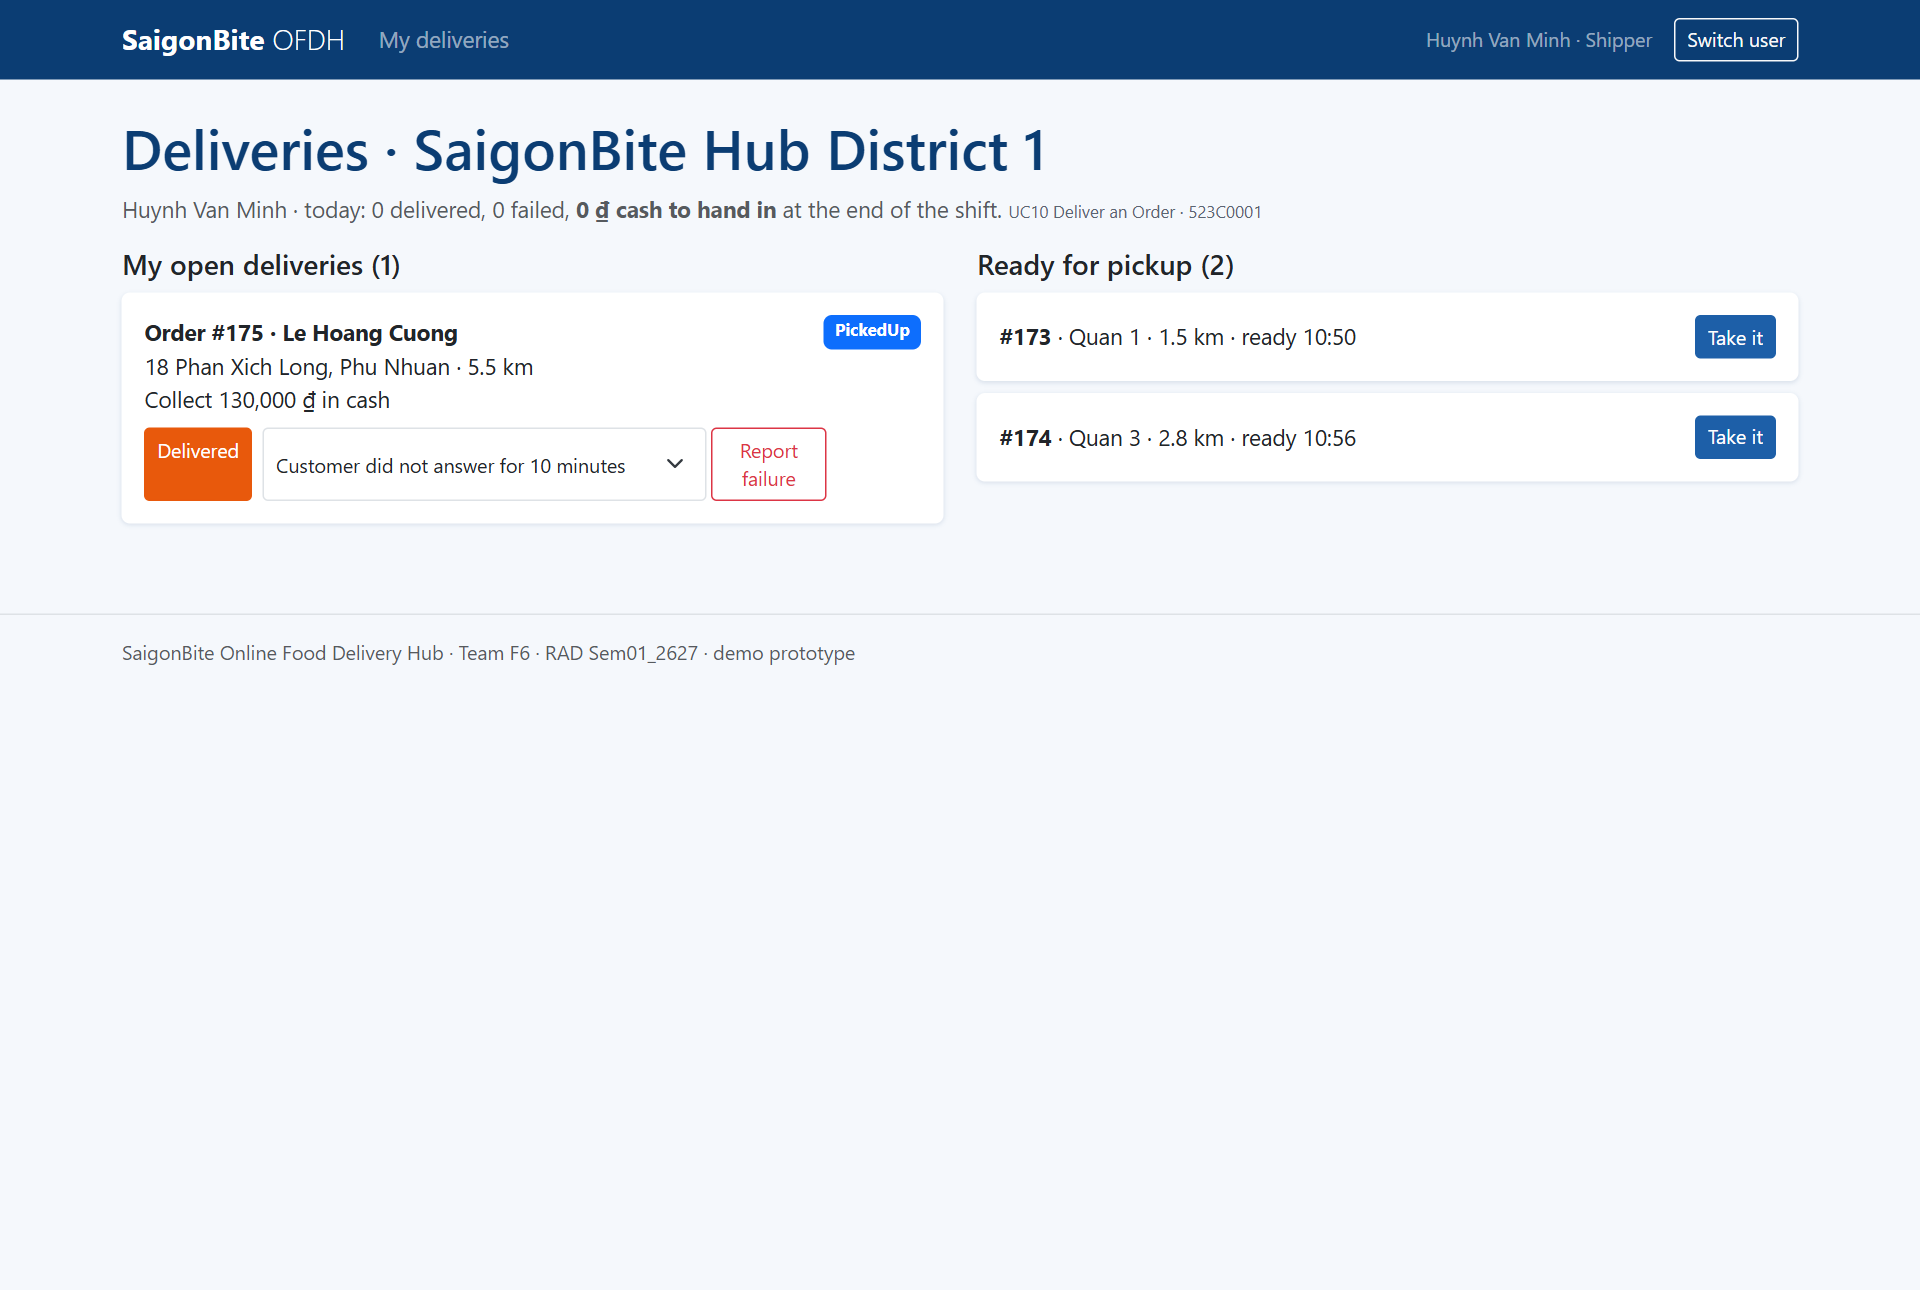 SaigonBite OFDH
My deliveries
Huynh Van Minh · Shipper
Switch user
Deliveries · SaigonBite Hub District 1
Huynh Van Minh · today: 0 delivered, 0 failed, 0 ₫ cash to hand in at the end of the shift. UC10 Deliver an Order · 523C0001
My open deliveries (1)
Order #175 · Le Hoang Cuong
PickedUp
18 Phan Xich Long, Phu Nhuan · 5.5 km
Collect 130,000 ₫ in cash
Delivered
Customer did not answer for 10 minutes
Report
failure
Ready for pickup (2)
#173 · Quan 1 · 1.5 km · ready 10:50
Take it
#174 · Quan 3 · 2.8 km · ready 10:56
Take it
SaigonBite Online Food Delivery Hub · Team F6 · RAD Sem01_2627 · demo prototype